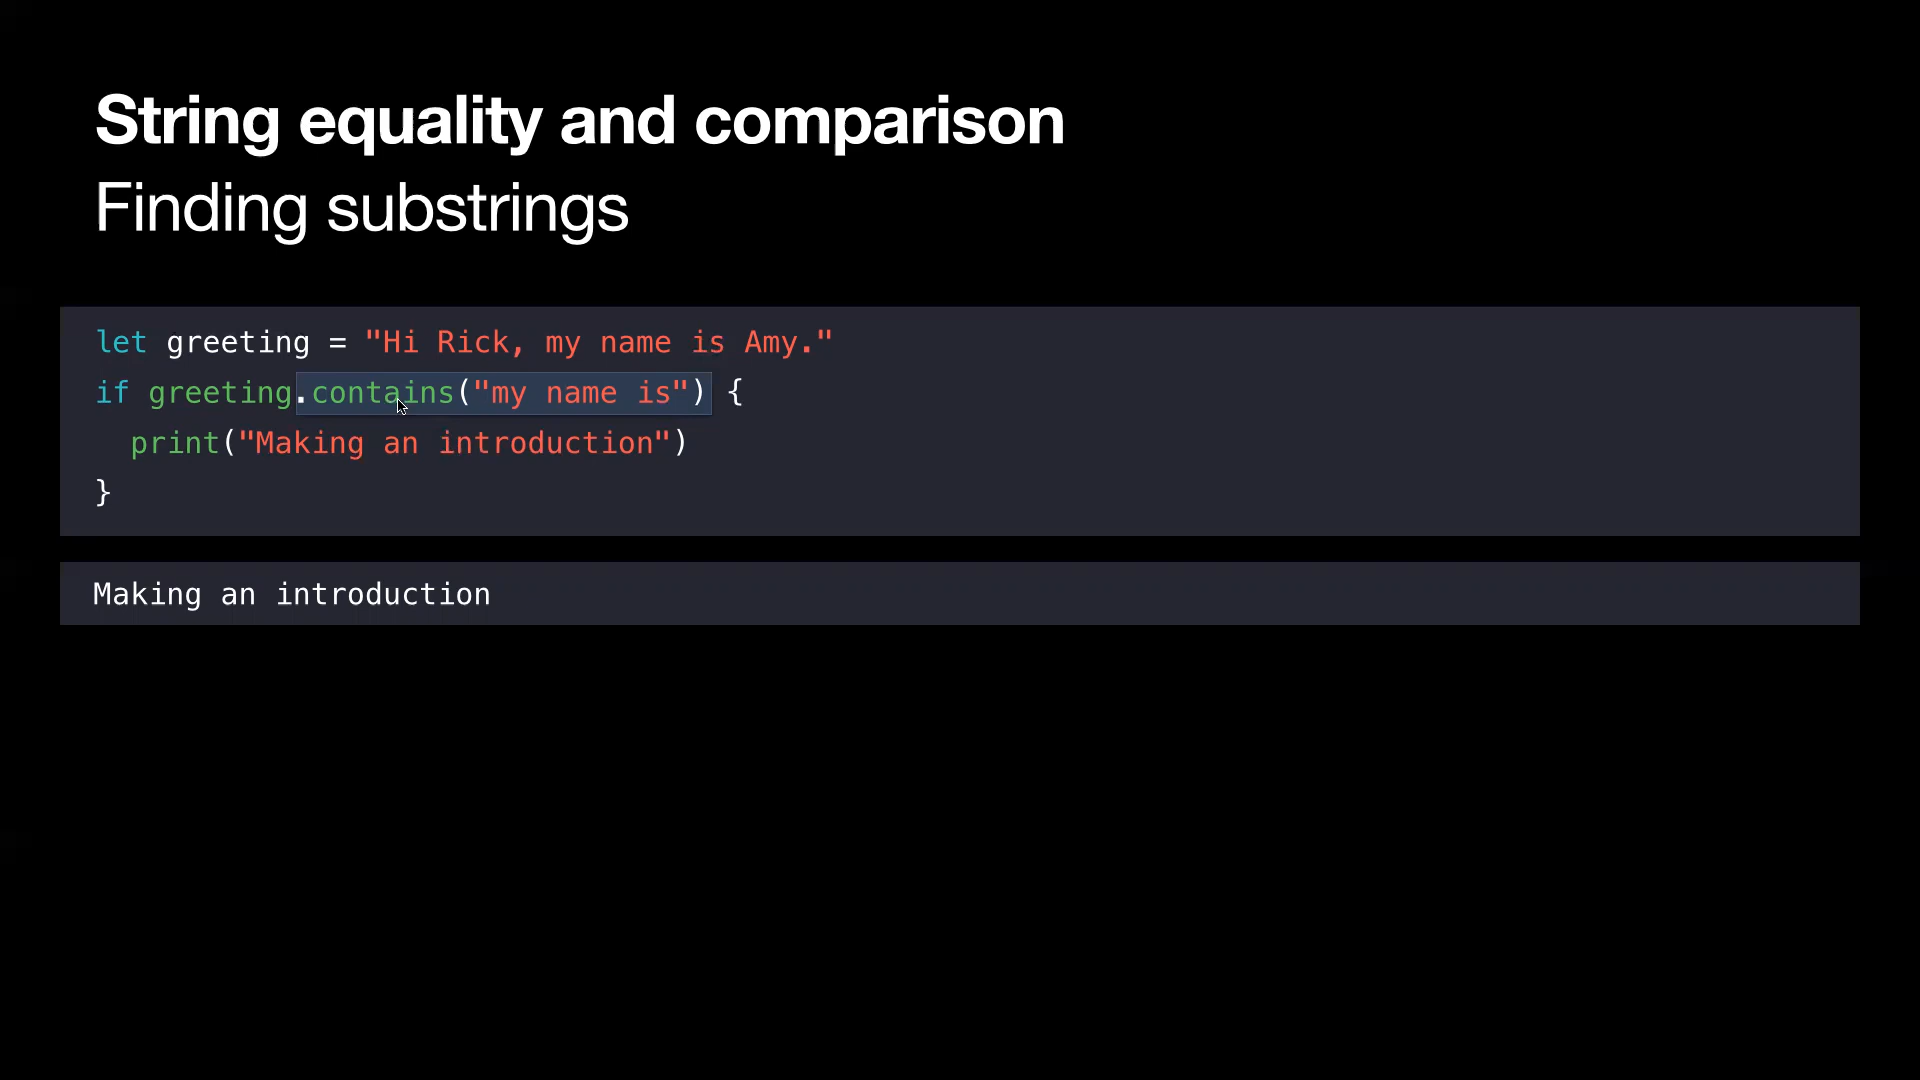 String equality and comparison
Finding substrings
let greeting = "Hi Rick, my name is Amy."
if greeting.contains("my name is") {
  print("Making an introduction")
}
Making an introduction